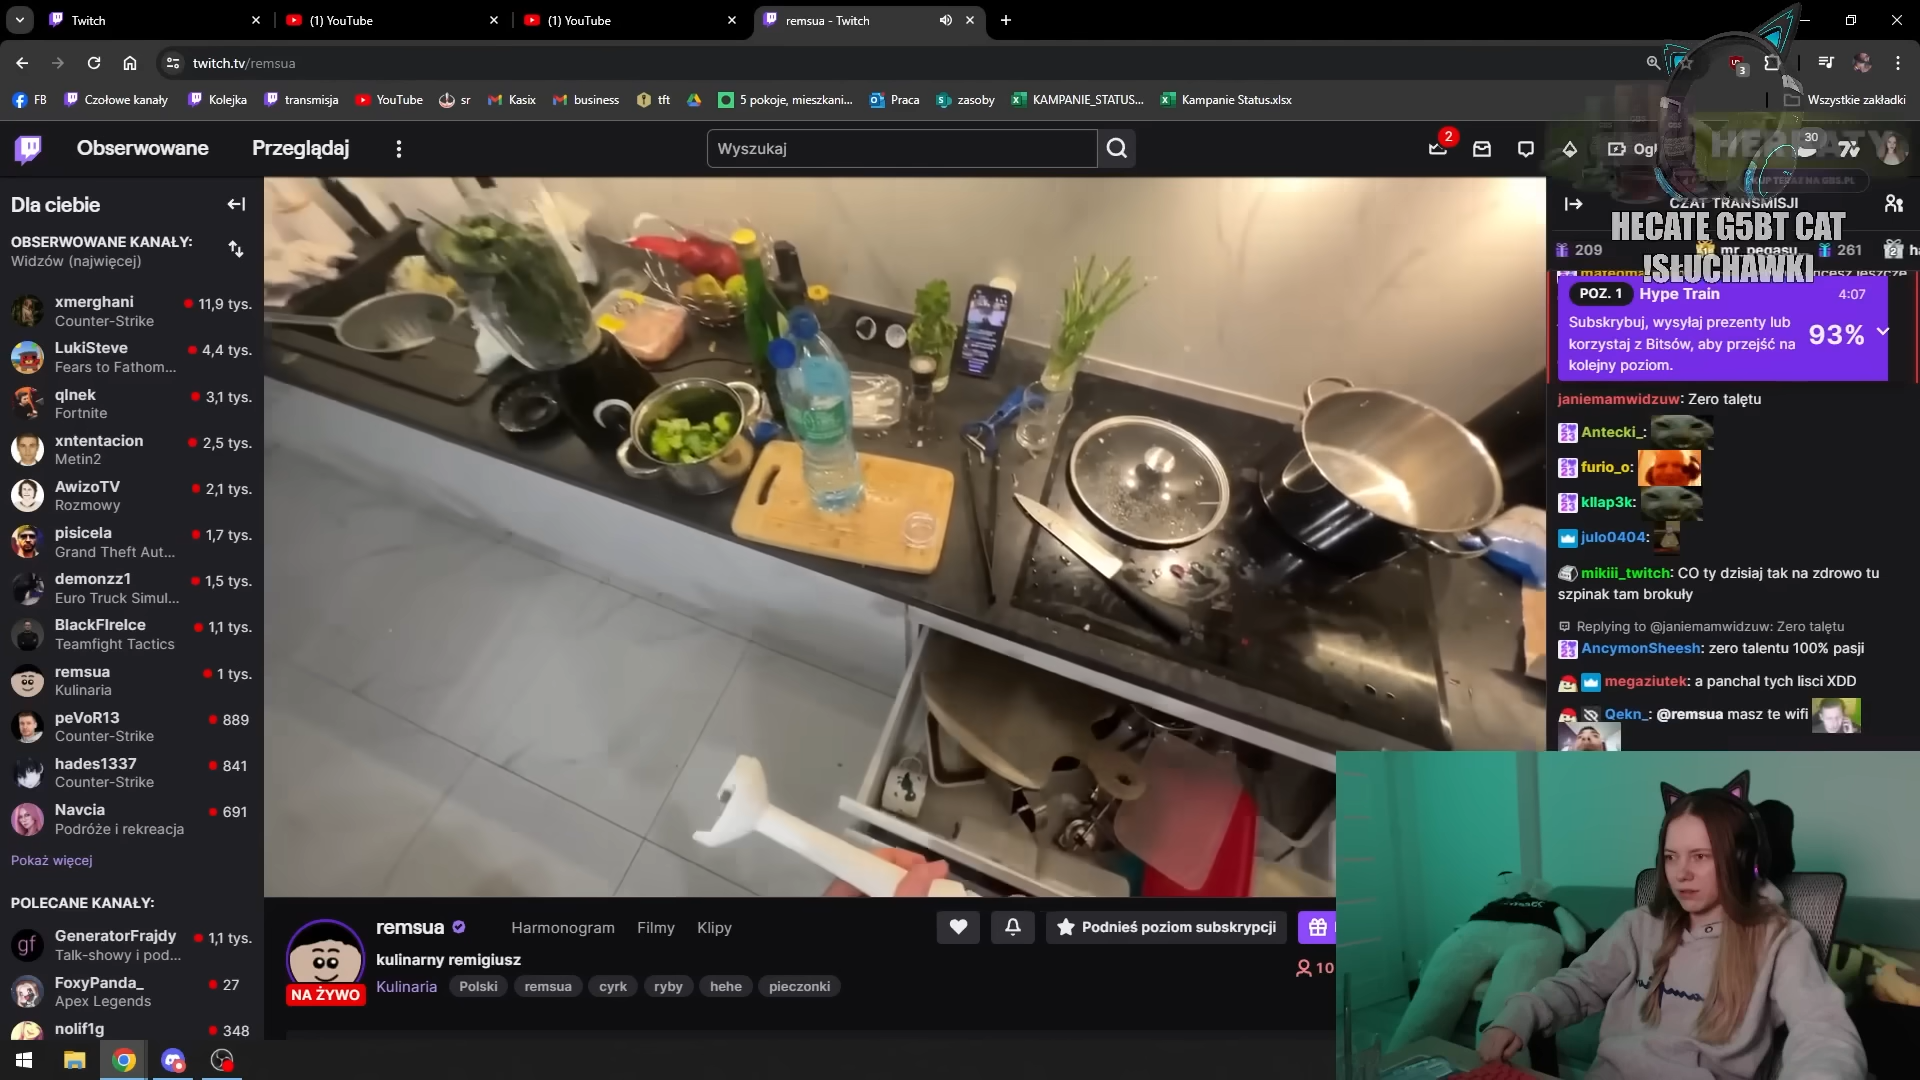 Twitch
(1) YouTube
(1) YouTube
remsua - Twitch
twitch.tv/remsua
3
FB
Czołowe kanały
Kolejka
transmisja
YouTube
sr
Kasix
business
tft
5 pokoje, mieszkani...
Praca
zasoby
KAMPANIE_STATUS...
Kampanie Status.xlsx
Wszystkie zakładki
Obserwowane
Przeglądaj
Wyszukaj
2
30
Dla ciebie
OBSERWOWANE KANAŁY:
Widzów (najwięcej)
xmerghani
11,9 tys.
Counter-Strike
LukiSteve
4,4 tys.
Fears to Fathom...
qlnek
3,1 tys.
Fortnite
xntentacion
2,5 tys.
Metin2
AwizoTV
2,1 tys.
Rozmowy
pisicela
1,7 tys.
Grand Theft Aut...
demonzz1
1,5 tys.
Euro Truck Simul...
BlackFIreIce
1,1 tys.
Teamfight Tactics
remsua
1 tys.
Kulinaria
peVoR13
889
Counter-Strike
hades1337
841
Counter-Strike
Navcia
691
Podróże i rekreacja
Pokaż więcej
POLECANE KANAŁY:
GeneratorFrajdy
1,1 tys.
Talk-showy i pod...
FoxyPanda_
27
Apex Legends
nolif1g
348
CZAT TRANSMISJI
HECATE G5BT CAT
!SŁUCHAWKI
209
mr_pegasu
261
POZ. 1
Hype Train
4:07
Subskrybuj, wysyłaj prezenty lub
korzystaj z Bitsów, aby przejść na
kolejny poziom.
93%
janiemamwidzuw: Zero talętu
Antecki_:
furio_o:
kllap3k:
julo0404:
mikiii_twitch: CO ty dzisiaj tak na zdrowo tu
szpinak tam brokuły
Replying to @janiemamwidzuw: Zero talętu
AncymonSheesh: zero talentu 100% pasji
megaziutek: a panchal tych lisci XDD
Qekn_: @remsua masz te wifi
remsua
Harmonogram
Filmy
Klipy
Podnieś poziom subskrypcji
kulinarny remigiusz
10
NA ŻYWO
Kulinaria
Polski
remsua
cyrk
ryby
hehe
pieczonki